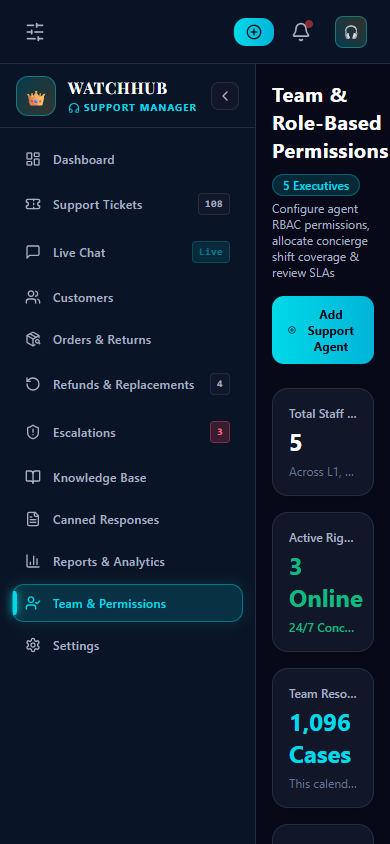 WATCHHUB
SUPPORT MANAGER
Dashboard
Support Tickets 108
Live Chat Live
Customers
Orders & Returns
Refunds & Replacements 4
Escalations 3
Knowledge Base
Canned Responses
Reports & Analytics
Team & Permissions
Settings
Team &
Role-Based
Permissions
5 Executives
Configure agent
RBAC permissions,
allocate concierge
shift coverage &
review SLAs
Add
Support
Agent
Total Staff ...
5
Across L1, ...
Active Rig...
3
Online
24/7 Conc...
Team Reso...
1,096
Cases
This calend...